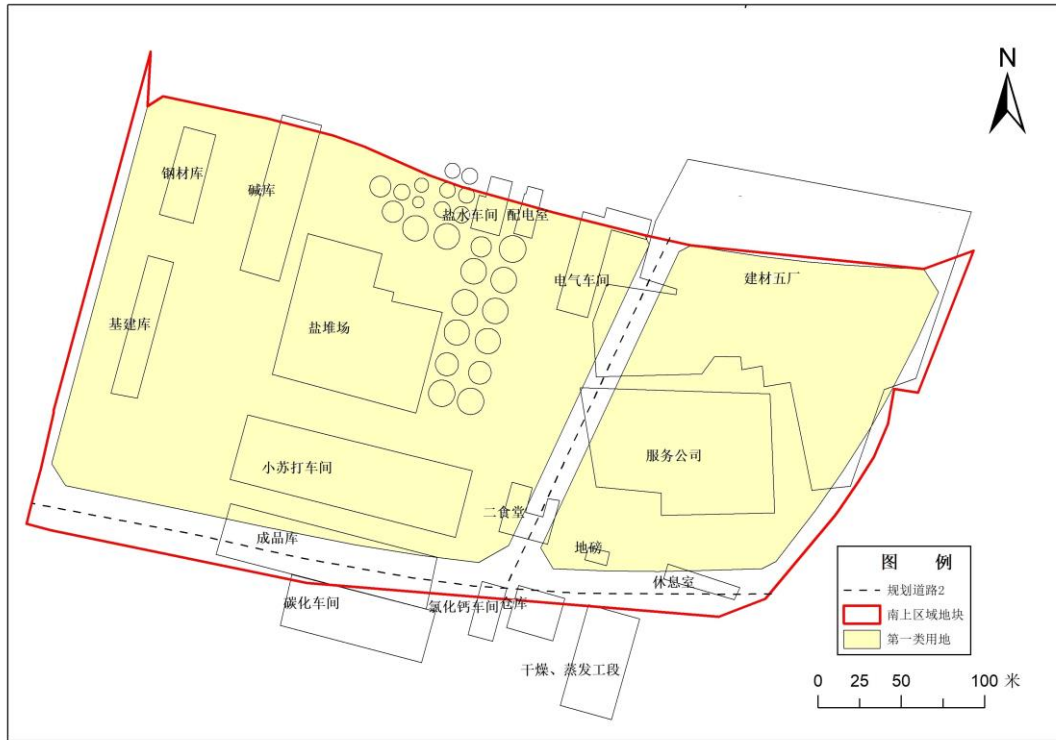 N
钢材库
碱库
盐水车间
配电室
电气车间
建材五厂
基建库
盐堆场
小苏打车间
服务公司
二食堂
成品库
地磅
休息室
碳化车间
氯化钙车间
仓库
干燥、蒸发工段
图 例
规划道路2
南上区域地块
第一类用地
0 25 50 100 米